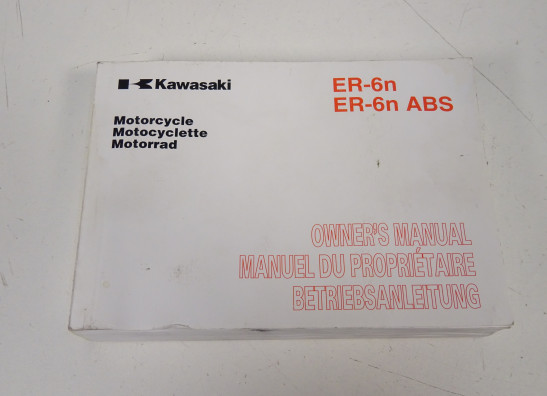 Kawasaki
ER-6n
ER-6n ABS
Motorcycle
Motocyclette
Motorrad
OWNER'S MANUAL
MANUEL DU PROPRIÉTAIRE
BETRIEBSANLEITUNG